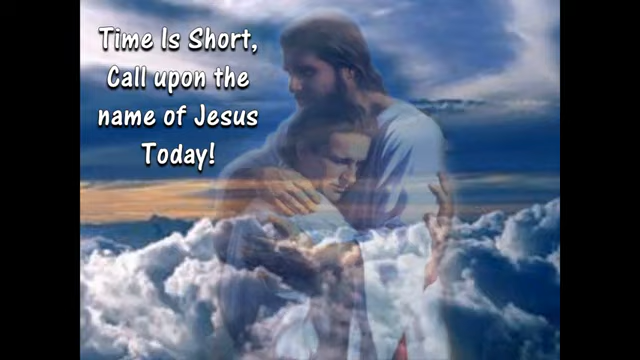 Time Is Short,
Call upon the
name of Jesus
Today!